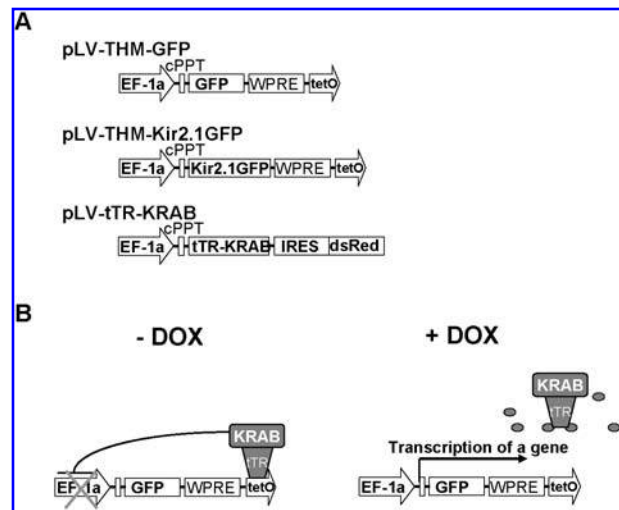 A
pLV-THM-GFP
cPPT
EF-1a GFP WPRE tetO
pLV-THM-Kir2.1GFP
cPPT
EF-1a Kir2.1GFP WPRE tetO
pLV-tTR-KRAB
cPPT
EF-1a tTR-KRAB IRES dsRed
B
- DOX + DOX
KRAB KRAB
tTR tTR
Transcription of a gene
EF-1a GFP WPRE tetO EF-1a GFP WPRE tetO